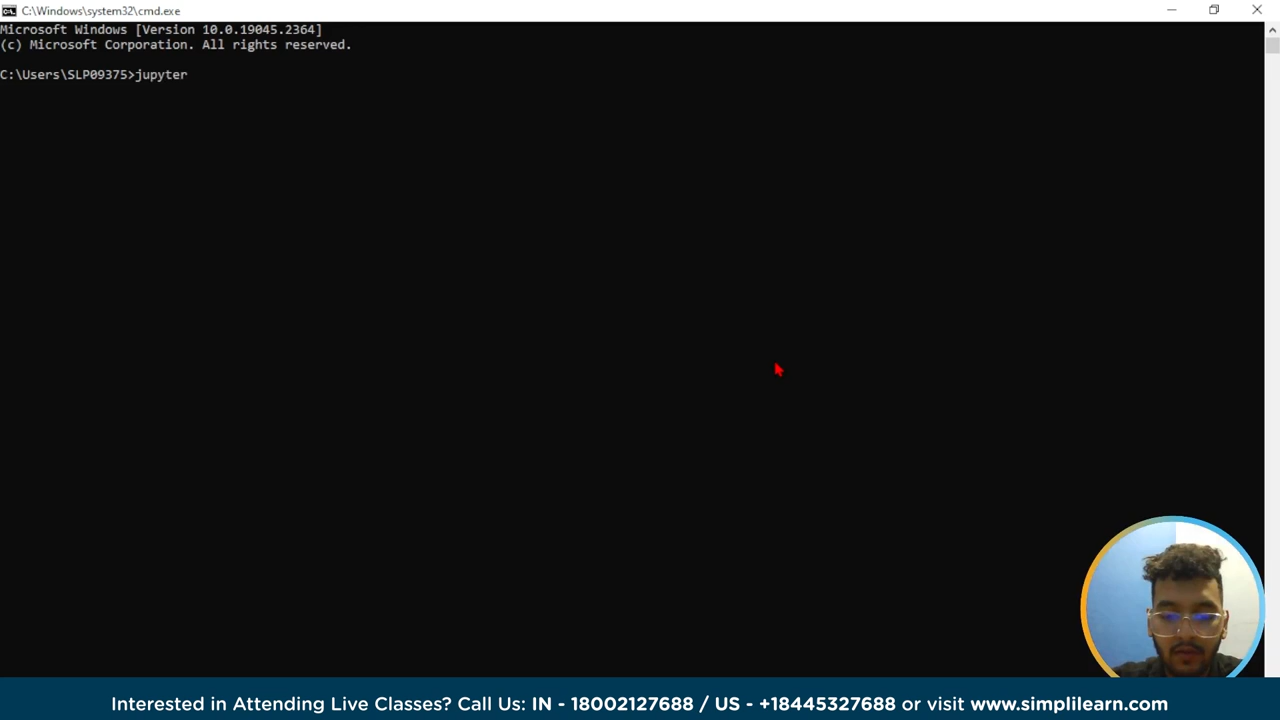 C:\Windows\system32\cmd.exe
Microsoft Windows [Version 10.0.19045.2364]
(c) Microsoft Corporation. All rights reserved.
C:\Users\SLP09375>jupyter
Interested in Attending Live Classes? Call Us: IN - 18002127688 / US - +18445327688 or visit www.simplilearn.com